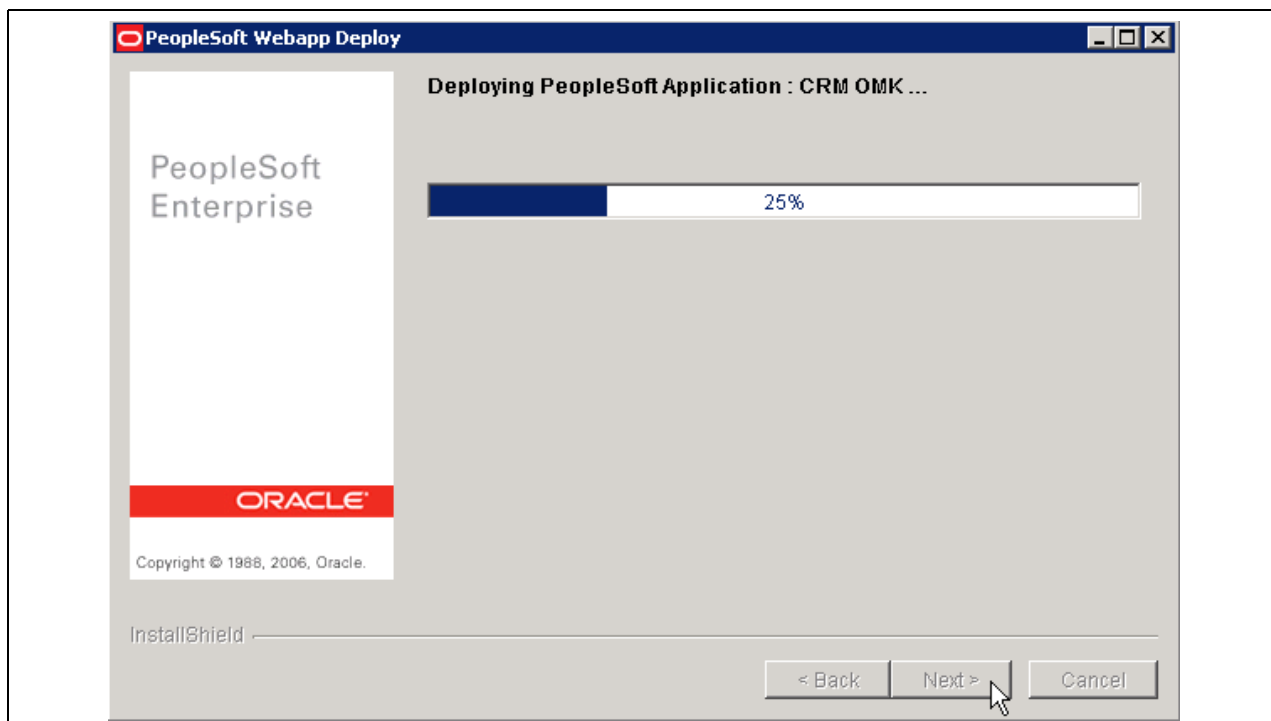 PeopleSoft Webapp Deploy
Deploying PeopleSoft Application : CRM OMK ...
PeopleSoft
Enterprise
25%
ORACLE
Copyright © 1988, 2006, Oracle.
InstallShield
< Back
Next >
Cancel